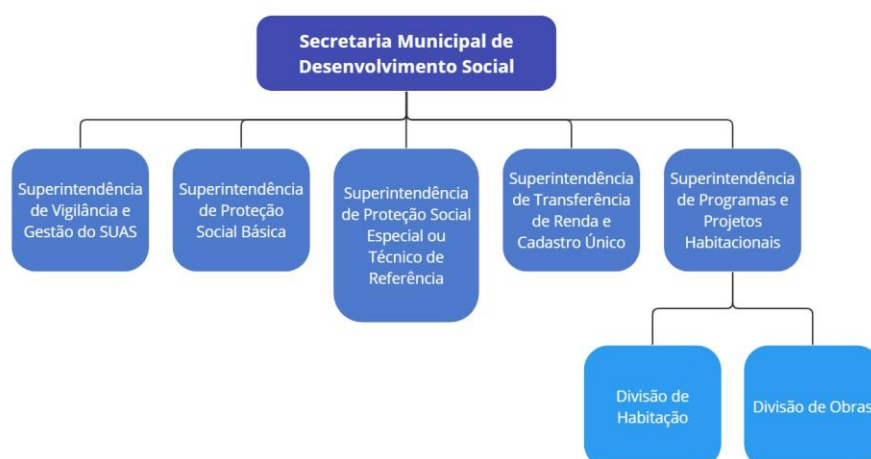 Secretaria Municipal de
Desenvolvimento Social
Superintendência
de Vigilância e
Gestão do SUAS
Superintendência
de Proteção
Social Básica
Superintendência
de Proteção Social
Especial ou
Técnico de
Referência
Superintendência
de Transferência
de Renda e
Cadastro Único
Superintendência
de Programas e
Projetos
Habitacionais
Divisão de
Habitação
Divisão de Obras